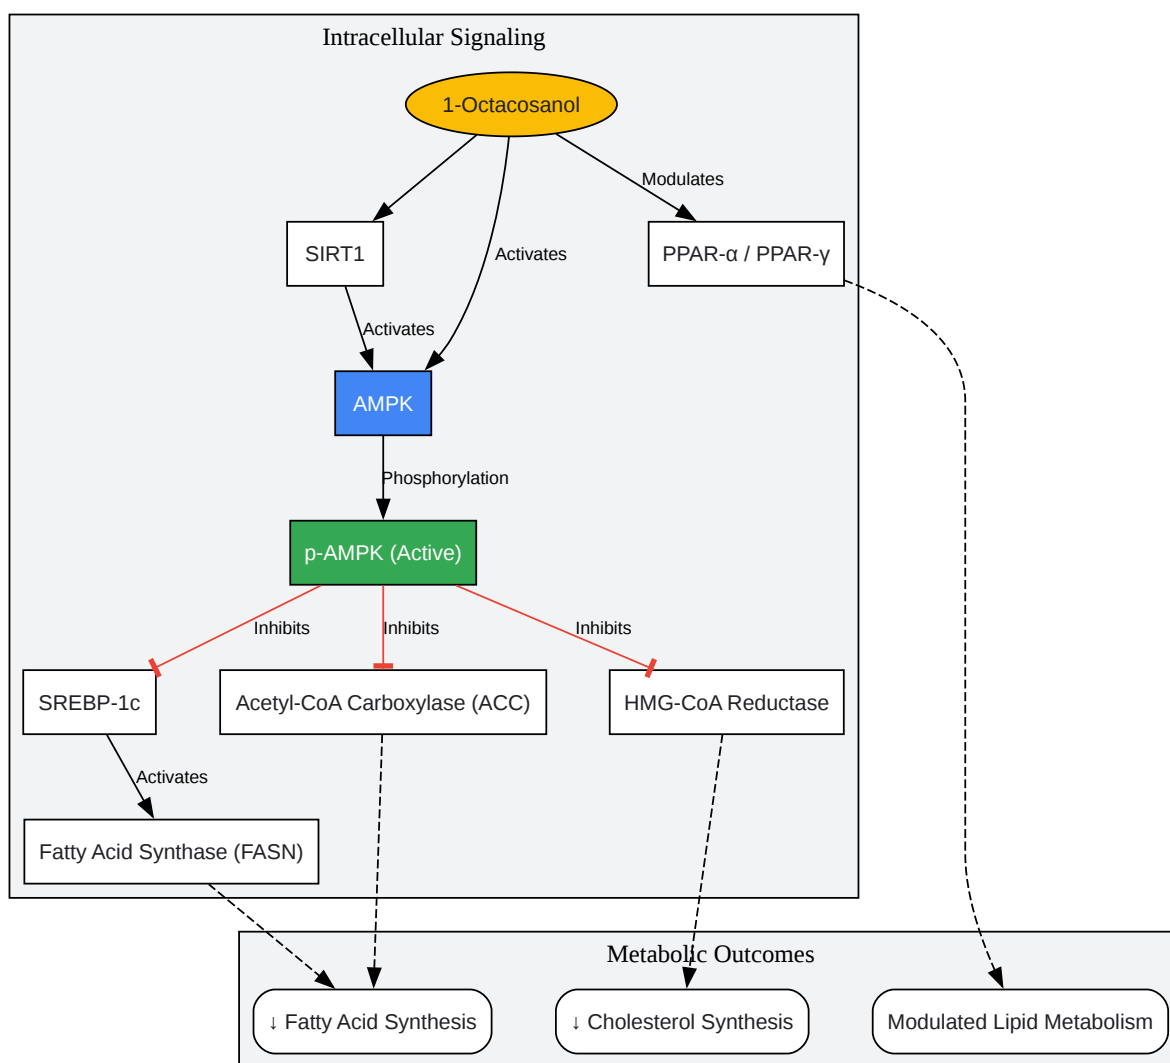 Intracellular Signaling
1-Octacosanol
Modulates
SIRT1
Activates
PPAR-α / PPAR-γ
Activates
AMPK
Phosphorylation
p-AMPK (Active)
Inhibits
Inhibits
Inhibits
SREBP-1c
Acetyl-CoA Carboxylase (ACC)
HMG-CoA Reductase
Activates
Fatty Acid Synthase (FASN)
Metabolic Outcomes
↓ Fatty Acid Synthesis
↓ Cholesterol Synthesis
Modulated Lipid Metabolism